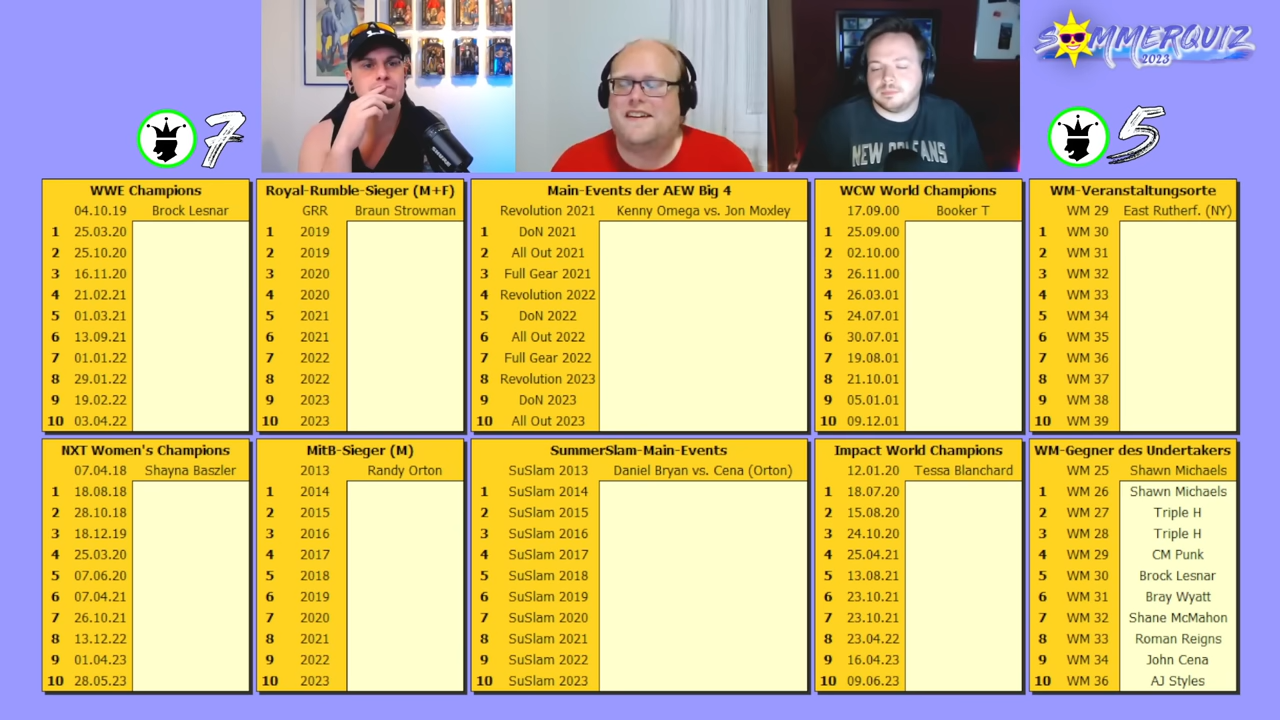 SOMMERQUIZ
2023
7
5
NEW ORLEANS
WWE Champions
04.10.19 Brock Lesnar
1 25.03.20
2 25.10.20
3 16.11.20
4 21.02.21
5 01.03.21
6 13.09.21
7 01.01.22
8 29.01.22
9 19.02.22
10 03.04.22
Royal-Rumble-Sieger (M+F)
GRR Braun Strowman
1 2019
2 2019
3 2020
4 2020
5 2021
6 2021
7 2022
8 2022
9 2023
10 2023
Main-Events der AEW Big 4
Revolution 2021 Kenny Omega vs. Jon Moxley
1 DoN 2021
2 All Out 2021
3 Full Gear 2021
4 Revolution 2022
5 DoN 2022
6 All Out 2022
7 Full Gear 2022
8 Revolution 2023
9 DoN 2023
10 All Out 2023
WCW World Champions
17.09.00 Booker T
1 25.09.00
2 02.10.00
3 26.11.00
4 26.03.01
5 24.07.01
6 30.07.01
7 19.08.01
8 21.10.01
9 05.01.01
10 09.12.01
WM-Veranstaltungsorte
WM 29 East Rutherf. (NY)
1 WM 30
2 WM 31
3 WM 32
4 WM 33
5 WM 34
6 WM 35
7 WM 36
8 WM 37
9 WM 38
10 WM 39
NXT Women's Champions
07.04.18 Shayna Baszler
1 18.08.18
2 28.10.18
3 18.12.19
4 25.03.20
5 07.06.20
6 07.04.21
7 26.10.21
8 13.12.22
9 01.04.23
10 28.05.23
MitB-Sieger (M)
2013 Randy Orton
1 2014
2 2015
3 2016
4 2017
5 2018
6 2019
7 2020
8 2021
9 2022
10 2023
SummerSlam-Main-Events
SuSlam 2013 Daniel Bryan vs. Cena (Orton)
1 SuSlam 2014
2 SuSlam 2015
3 SuSlam 2016
4 SuSlam 2017
5 SuSlam 2018
6 SuSlam 2019
7 SuSlam 2020
8 SuSlam 2021
9 SuSlam 2022
10 SuSlam 2023
Impact World Champions
12.01.20 Tessa Blanchard
1 18.07.20
2 15.08.20
3 24.10.20
4 25.04.21
5 13.08.21
6 23.10.21
7 23.10.21
8 23.04.22
9 16.04.23
10 09.06.23
WM-Gegner des Undertakers
WM 25 Shawn Michaels
1 WM 26 Shawn Michaels
2 WM 27 Triple H
3 WM 28 Triple H
4 WM 29 CM Punk
5 WM 30 Brock Lesnar
6 WM 31 Bray Wyatt
7 WM 32 Shane McMahon
8 WM 33 Roman Reigns
9 WM 34 John Cena
10 WM 36 AJ Styles